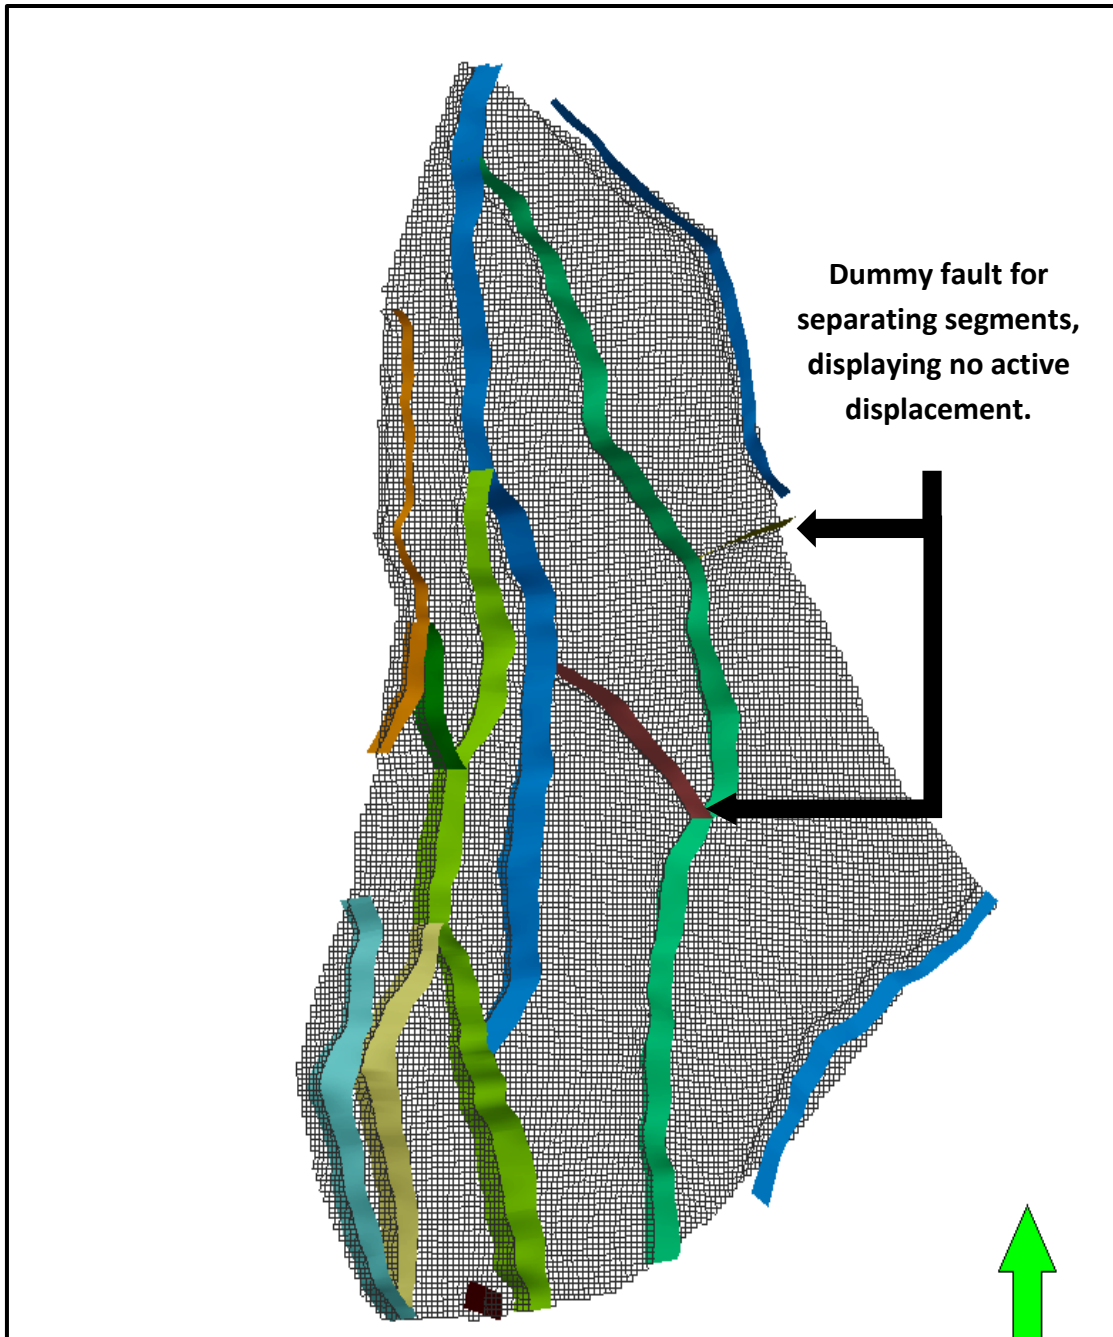 Dummy fault for
separating segments,
displaying no active
displacement.